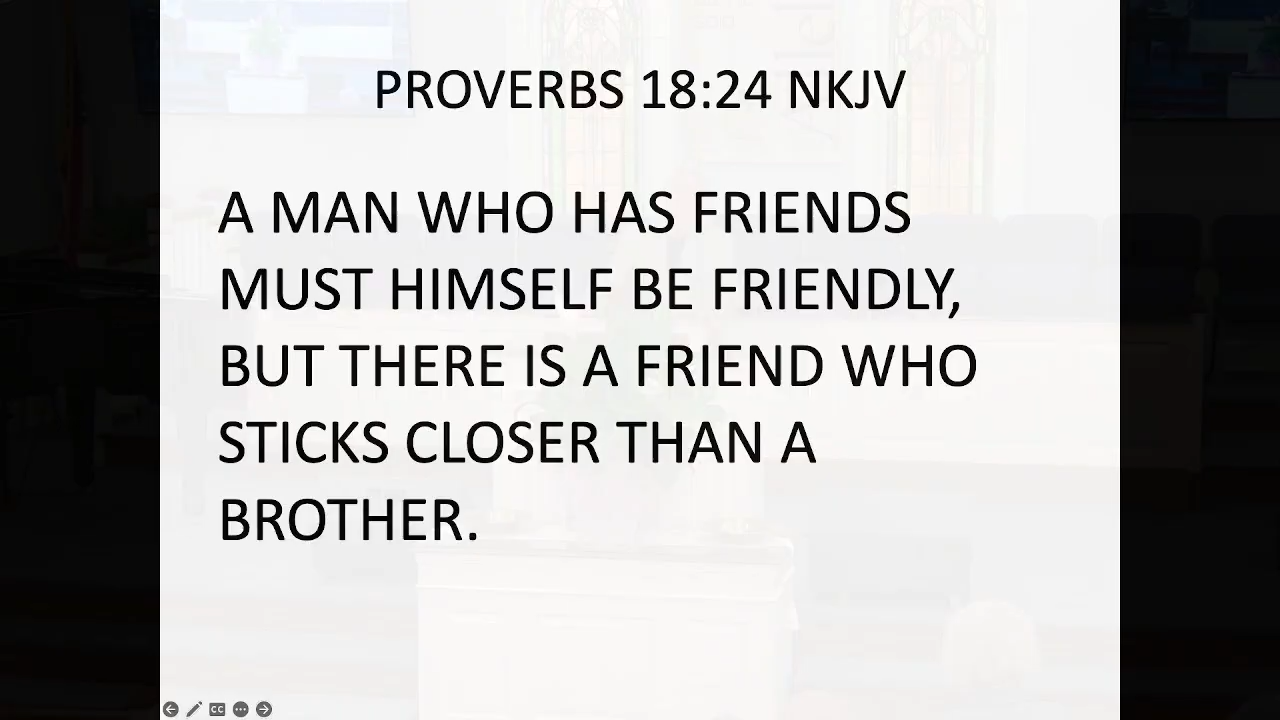 PROVERBS 18:24 NKJV
A MAN WHO HAS FRIENDS
MUST HIMSELF BE FRIENDLY,
BUT THERE IS A FRIEND WHO
STICKS CLOSER THAN A
BROTHER.
CC